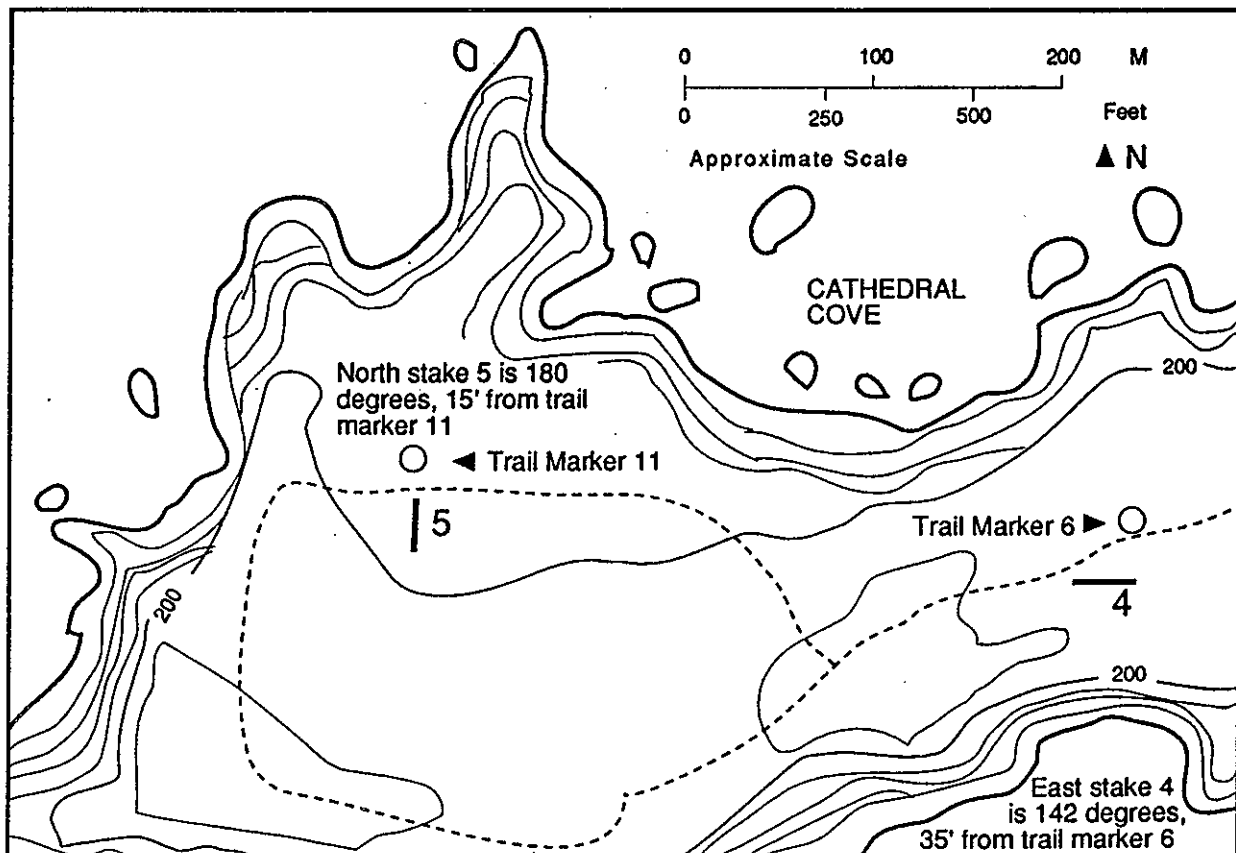 0 100 200 M
0 250 500 Feet
Approximate Scale
▲ N
CATHEDRAL
COVE
200
North stake 5 is 180
degrees, 15' from trail
marker 11
◄ Trail Marker 11
5
Trail Marker 6 ►
4
200
200
East stake 4
is 142 degrees,
35' from trail marker 6